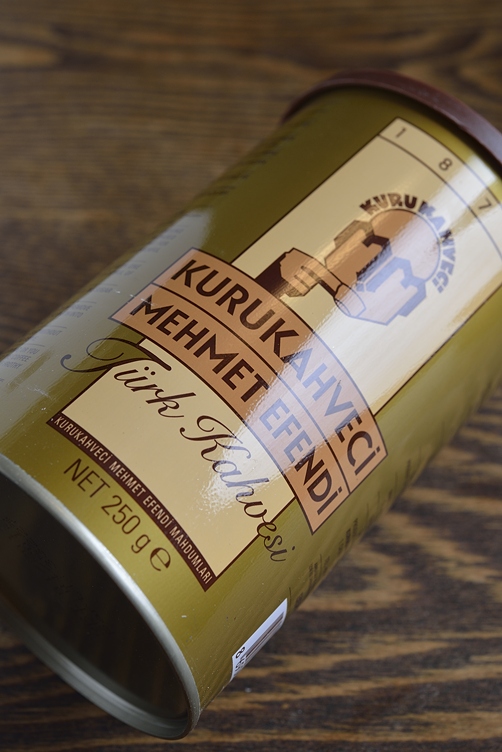 1 8 7
KURUKAHVECİ
KURUKAHVECİ
MEHMET EFENDİ
Türk Kahvesi
KURUKAHVECİ MEHMET EFENDİ MAHDUMLARI
NET 250 g ℮